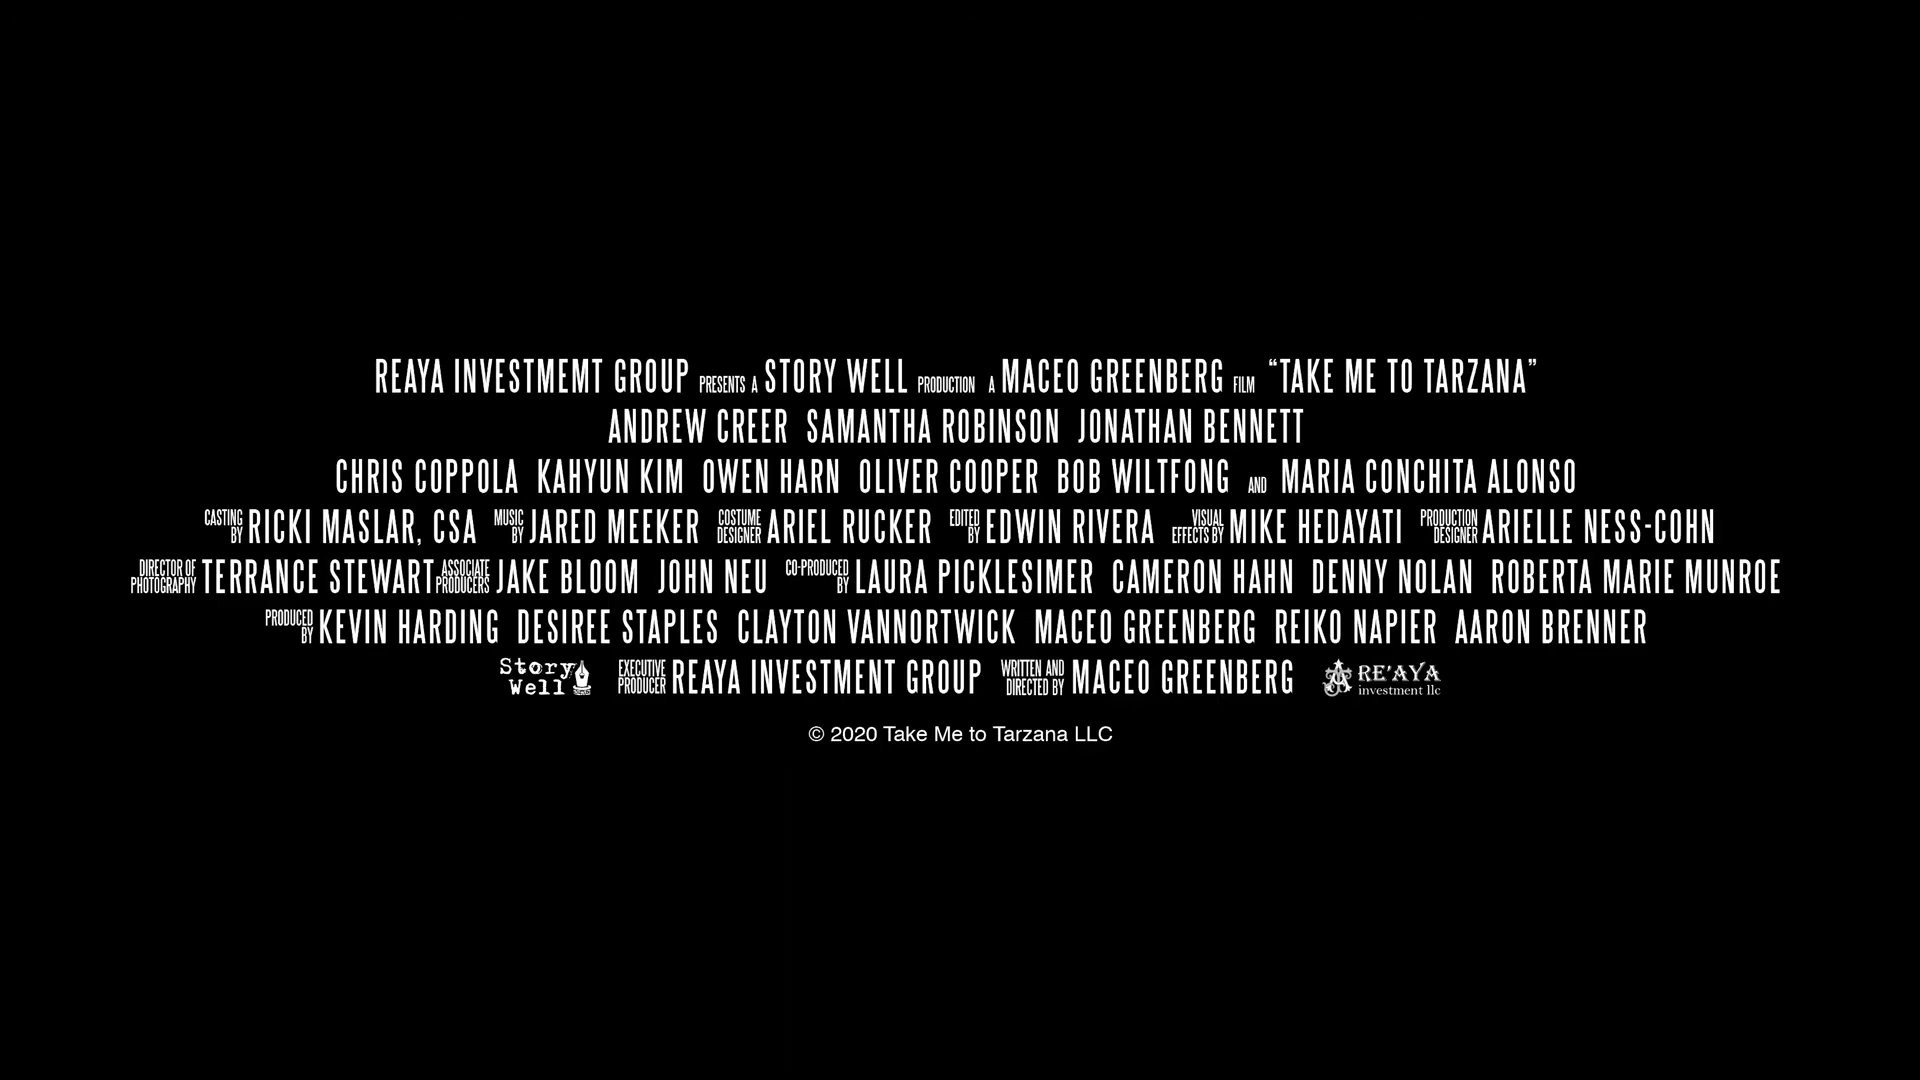 REAYA INVESTMEMT GROUP PRESENTS A STORY WELL PRODUCTION A MACEO GREENBERG FILM “TAKE ME TO TARZANA”
ANDREW CREER SAMANTHA ROBINSON JONATHAN BENNETT
CHRIS COPPOLA KAHYUN KIM OWEN HARN OLIVER COOPER BOB WILTFONG AND MARIA CONCHITA ALONSO
CASTING BY RICKI MASLAR, CSA MUSIC BY JARED MEEKER COSTUME DESIGNER ARIEL RUCKER EDITED BY EDWIN RIVERA VISUAL EFFECTS BY MIKE HEDAYATI PRODUCTION DESIGNER ARIELLE NESS-COHN
DIRECTOR OF PHOTOGRAPHY TERRANCE STEWART ASSOCIATE PRODUCERS JAKE BLOOM JOHN NEU CO-PRODUCED BY LAURA PICKLESIMER CAMERON HAHN DENNY NOLAN ROBERTA MARIE MUNROE
PRODUCED BY KEVIN HARDING DESIREE STAPLES CLAYTON VANNORTWICK MACEO GREENBERG REIKO NAPIER AARON BRENNER
Story Well EXECUTIVE PRODUCER REAYA INVESTMENT GROUP WRITTEN AND DIRECTED BY MACEO GREENBERG RE'AYA investment llc
© 2020 Take Me to Tarzana LLC